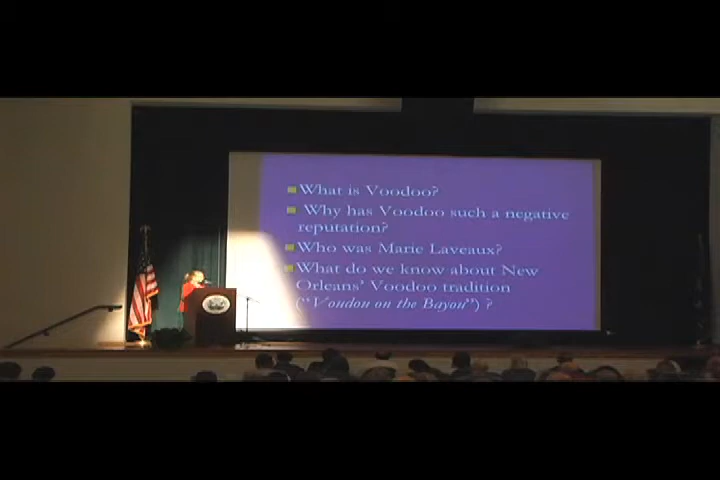 What is Voodoo?
Why has Voodoo such a negative
reputation?
Who was Marie Laveaux?
What do we know about New
Orleans’ Voodoo tradition
(“Voudou on the Bayou”) ?